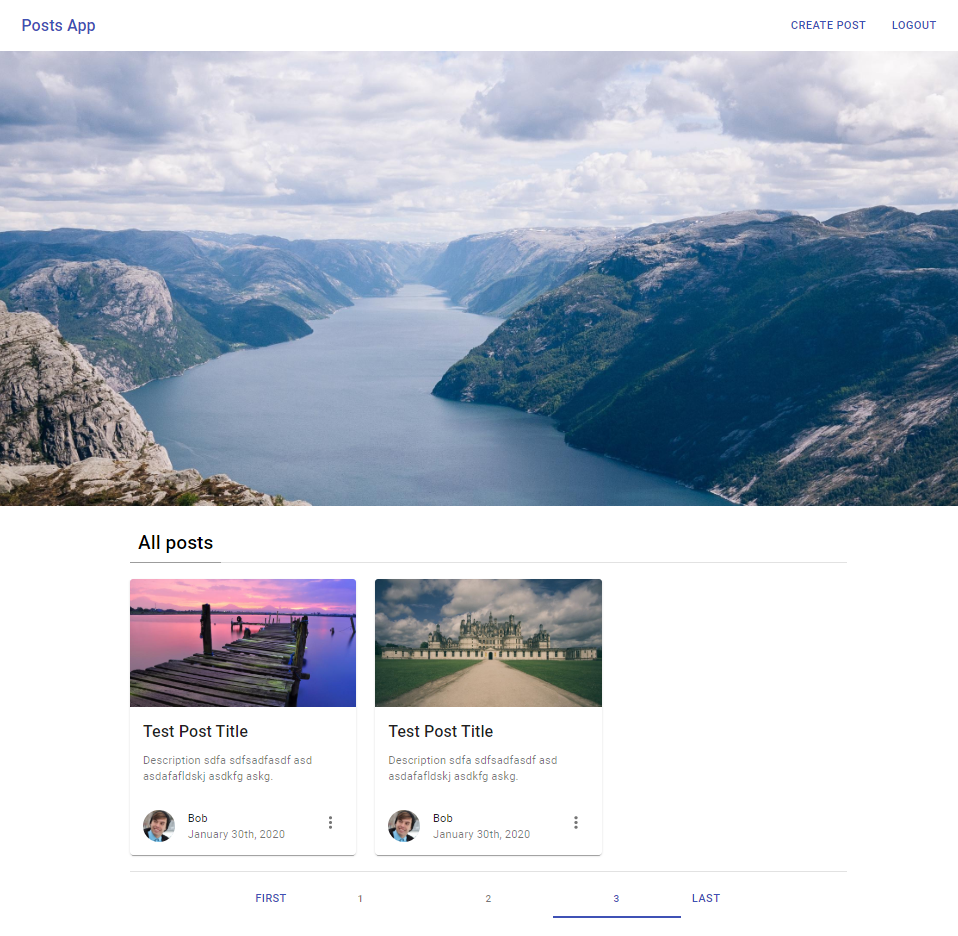 Posts App
CREATE POST
LOGOUT
All posts
Test Post Title
Description sdfa sdfsadfasdf asd
asdafafldskj asdkfg askg.
Bob
January 30th, 2020
Test Post Title
Description sdfa sdfsadfasdf asd
asdafafldskj asdkfg askg.
Bob
January 30th, 2020
FIRST
1
2
3
LAST